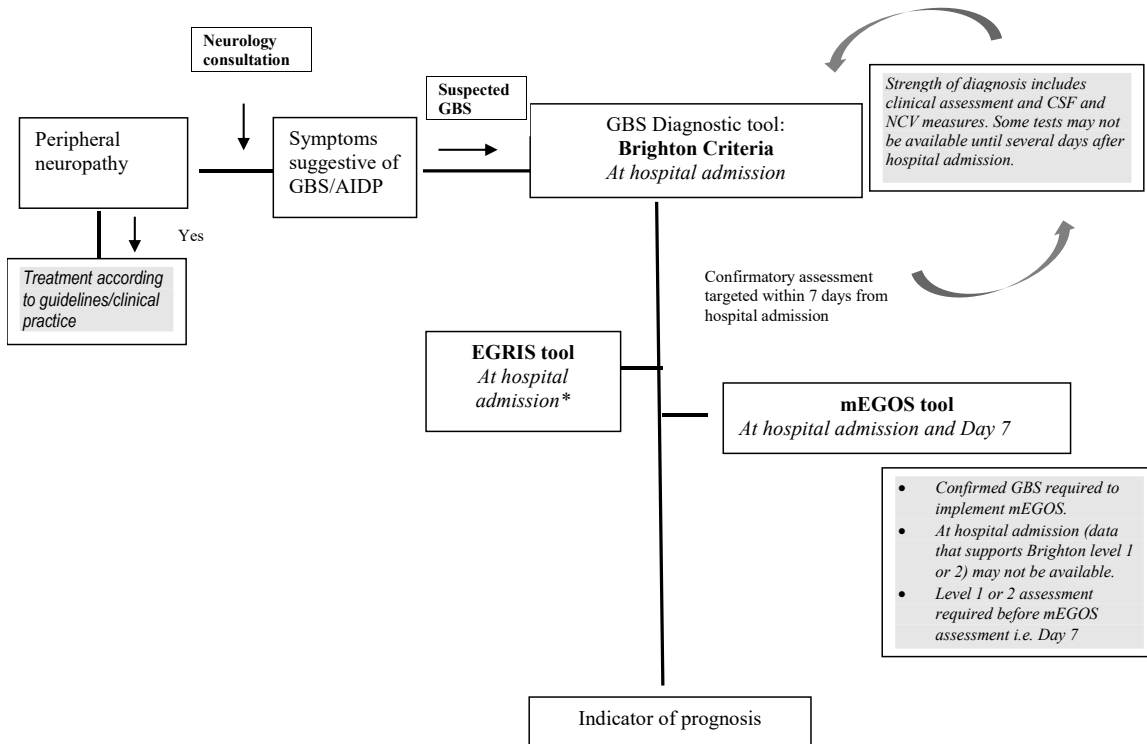 Neurology
consultation
Suspected
GBS
Strength of diagnosis includes
clinical assessment and CSF and
NCV measures. Some tests may not
be available until several days after
hospital admission.
Peripheral
neuropathy
Symptoms
suggestive of
GBS/AIDP
GBS Diagnostic tool:
Brighton Criteria
At hospital admission
Yes
Treatment according
to guidelines/clinical
practice
Confirmatory assessment
targeted within 7 days from
hospital admission
EGRIS tool
At hospital
admission*
mEGOS tool
At hospital admission and Day 7
• Confirmed GBS required to
implement mEGOS.
• At hospital admission (data
that supports Brighton level 1
or 2) may not be available.
• Level 1 or 2 assessment
required before mEGOS
assessment i.e. Day 7
Indicator of prognosis